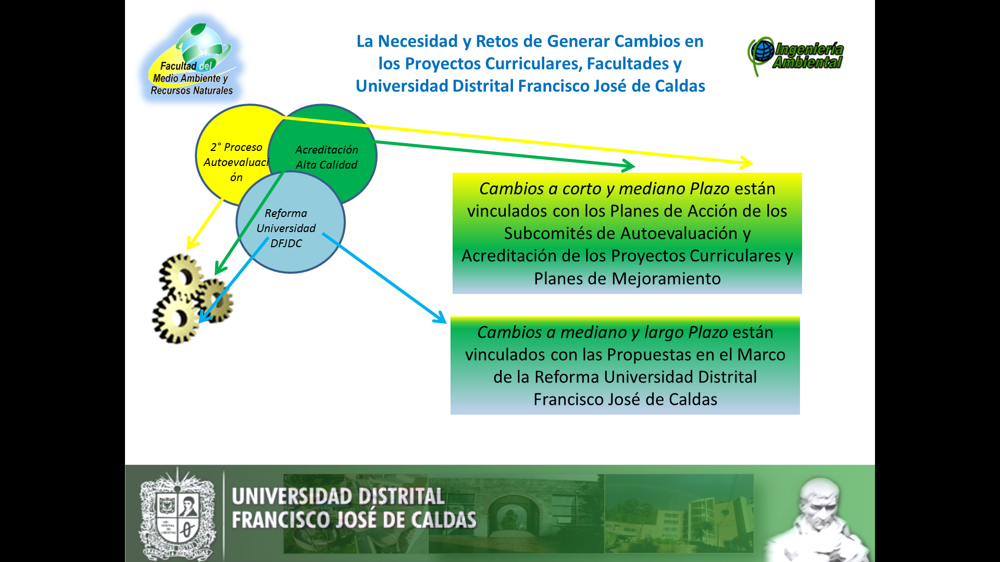 Facultad del
Medio Ambiente y
Recursos Naturales
La Necesidad y Retos de Generar Cambios en
los Proyectos Curriculares, Facultades y
Universidad Distrital Francisco José de Caldas
Ingeniería
Ambiental
2° Proceso
Autoevaluaci
ón
Acreditación
Alta Calidad
Reforma
Universidad
DFJDC
Cambios a corto y mediano Plazo están
vinculados con los Planes de Acción de los
Subcomités de Autoevaluación y
Acreditación de los Proyectos Curriculares y
Planes de Mejoramiento
Cambios a mediano y largo Plazo están
vinculados con las Propuestas en el Marco
de la Reforma Universidad Distrital
Francisco José de Caldas
UNIVERSIDAD DISTRITAL
FRANCISCO JOSÉ DE CALDAS